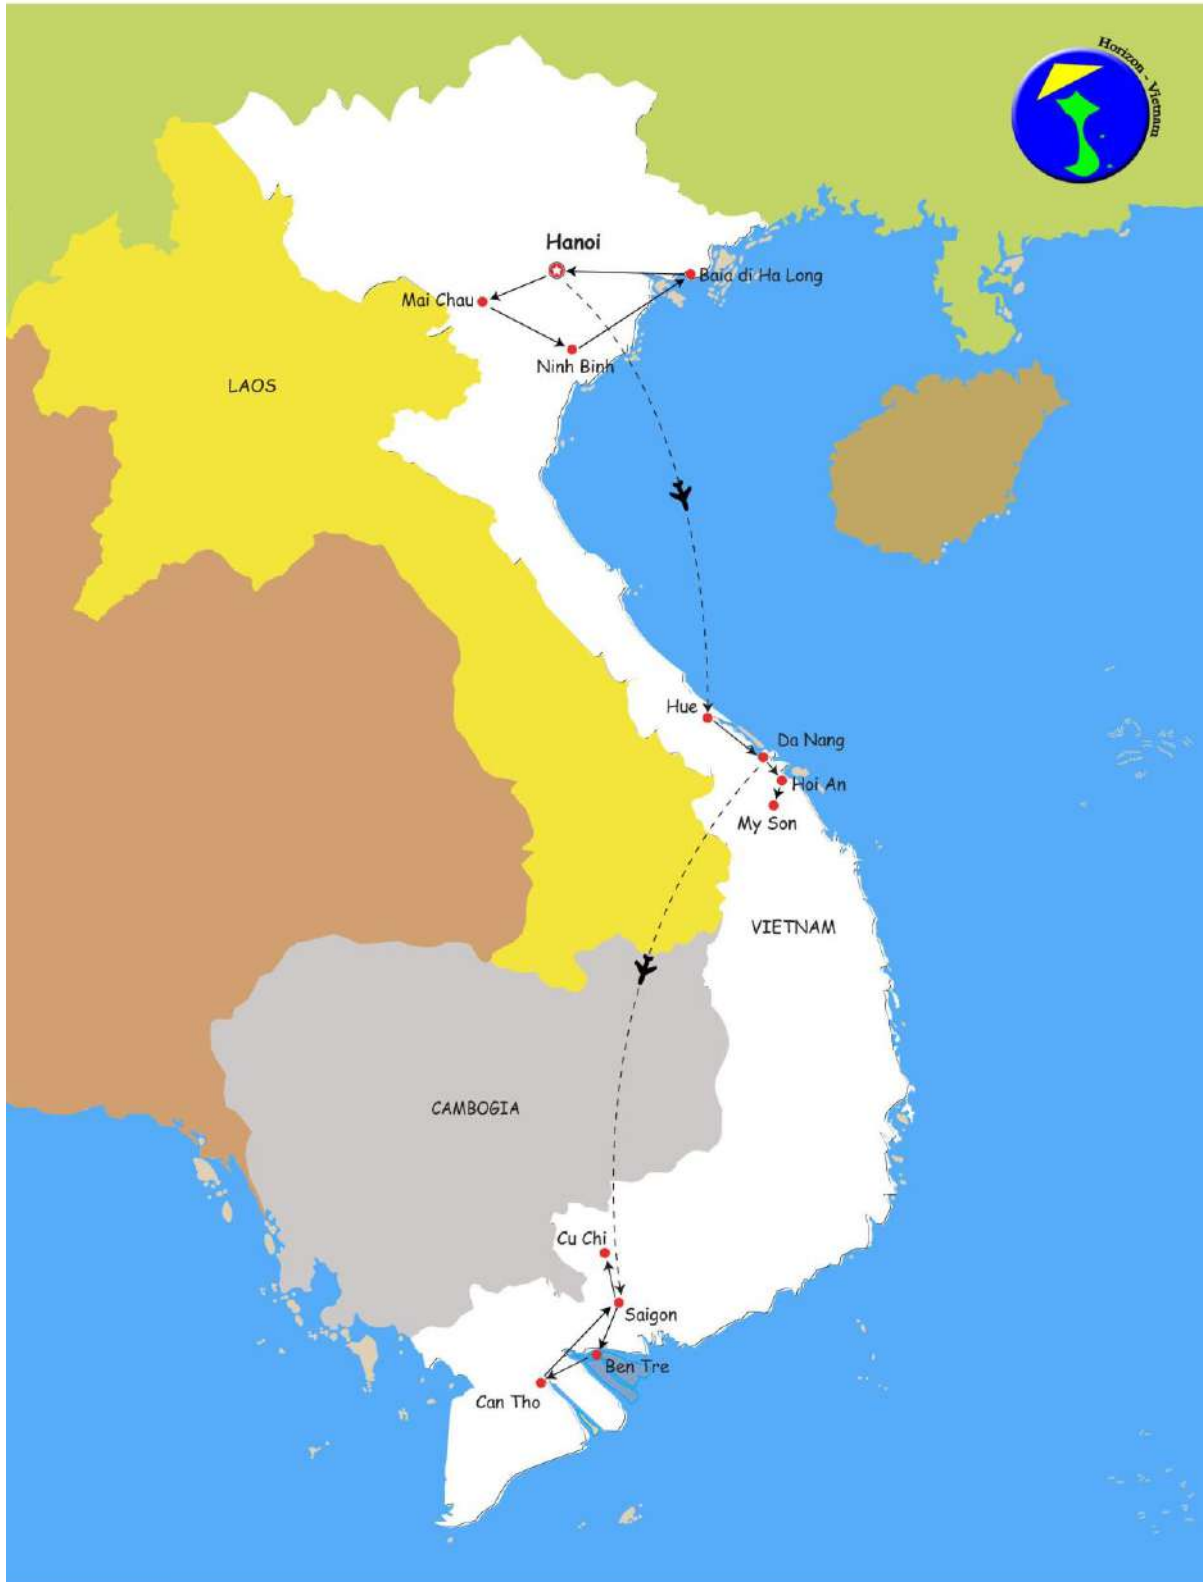 Horizon - Vietnam
Hanoi
Baia di Ha Long
Mai Chau
Ninh Binh
LAOS
Hue
Da Nang
Hoi An
My Son
VIETNAM
CAMBOGIA
Cu Chi
Saigon
Ben Tre
Can Tho